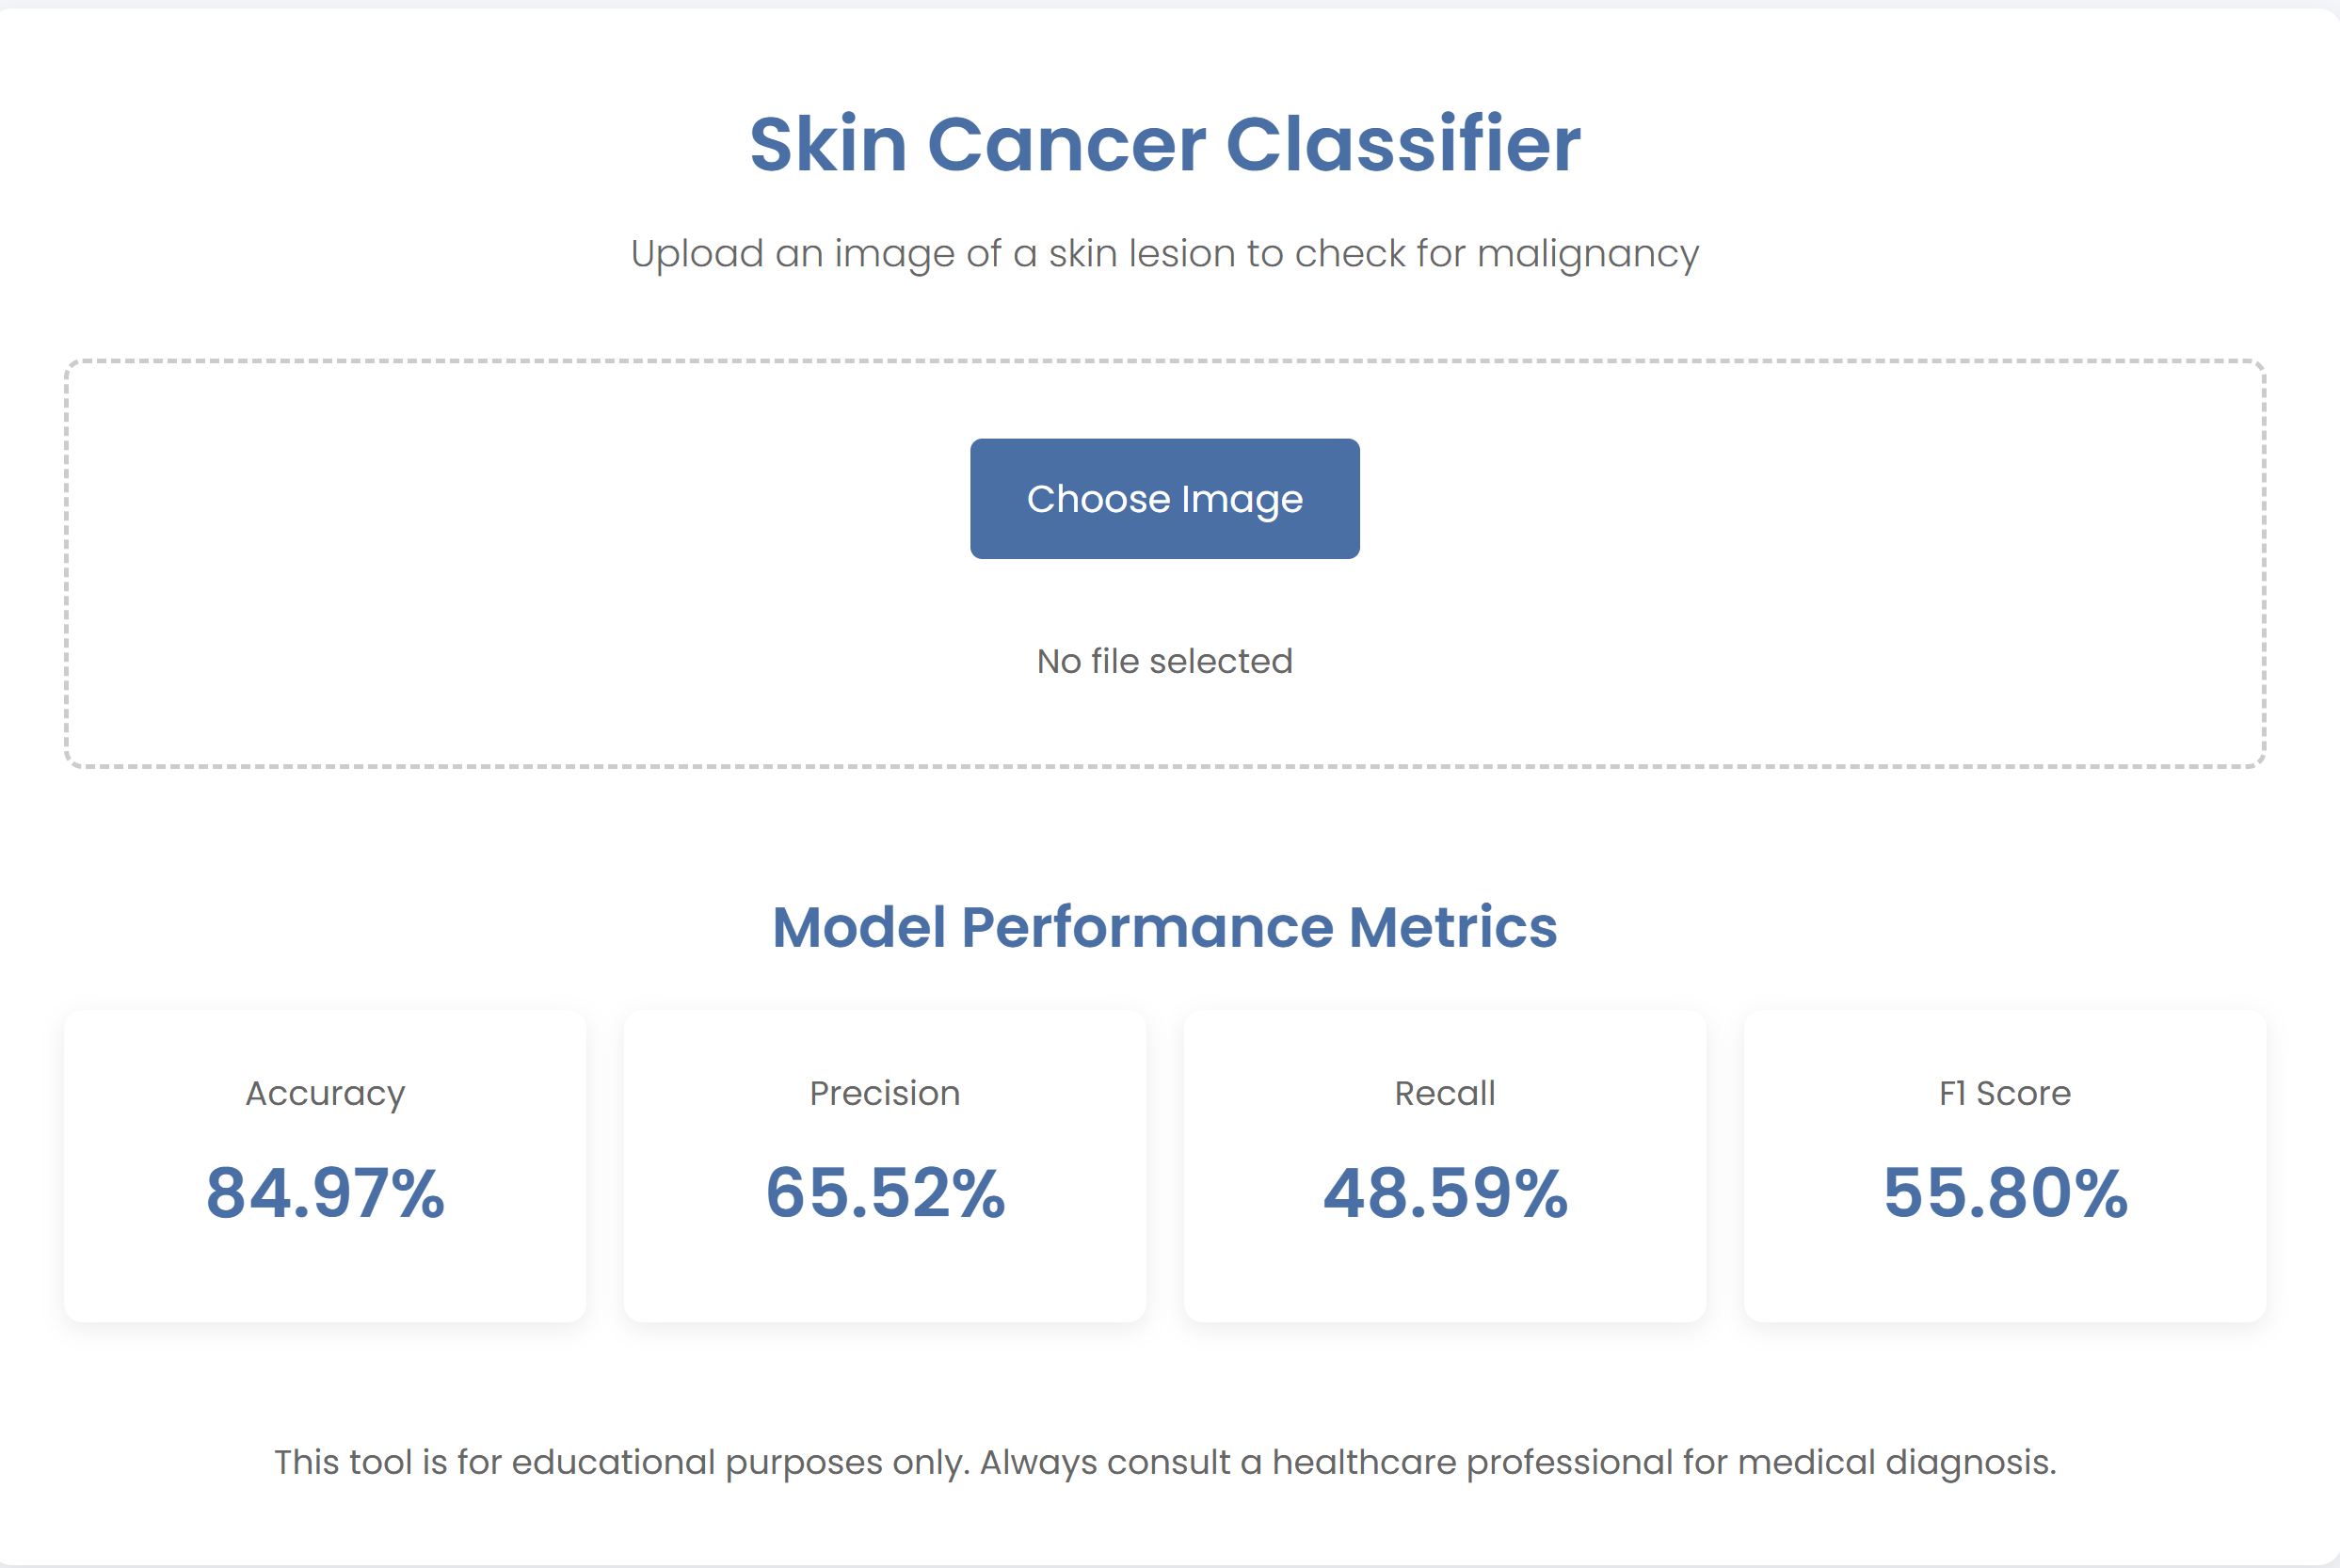 Skin Cancer Classifier
Upload an image of a skin lesion to check for malignancy
Choose Image
No file selected
Model Performance Metrics
Accuracy
84.97%
Precision
65.52%
Recall
48.59%
F1 Score
55.80%
This tool is for educational purposes only. Always consult a healthcare professional for medical diagnosis.